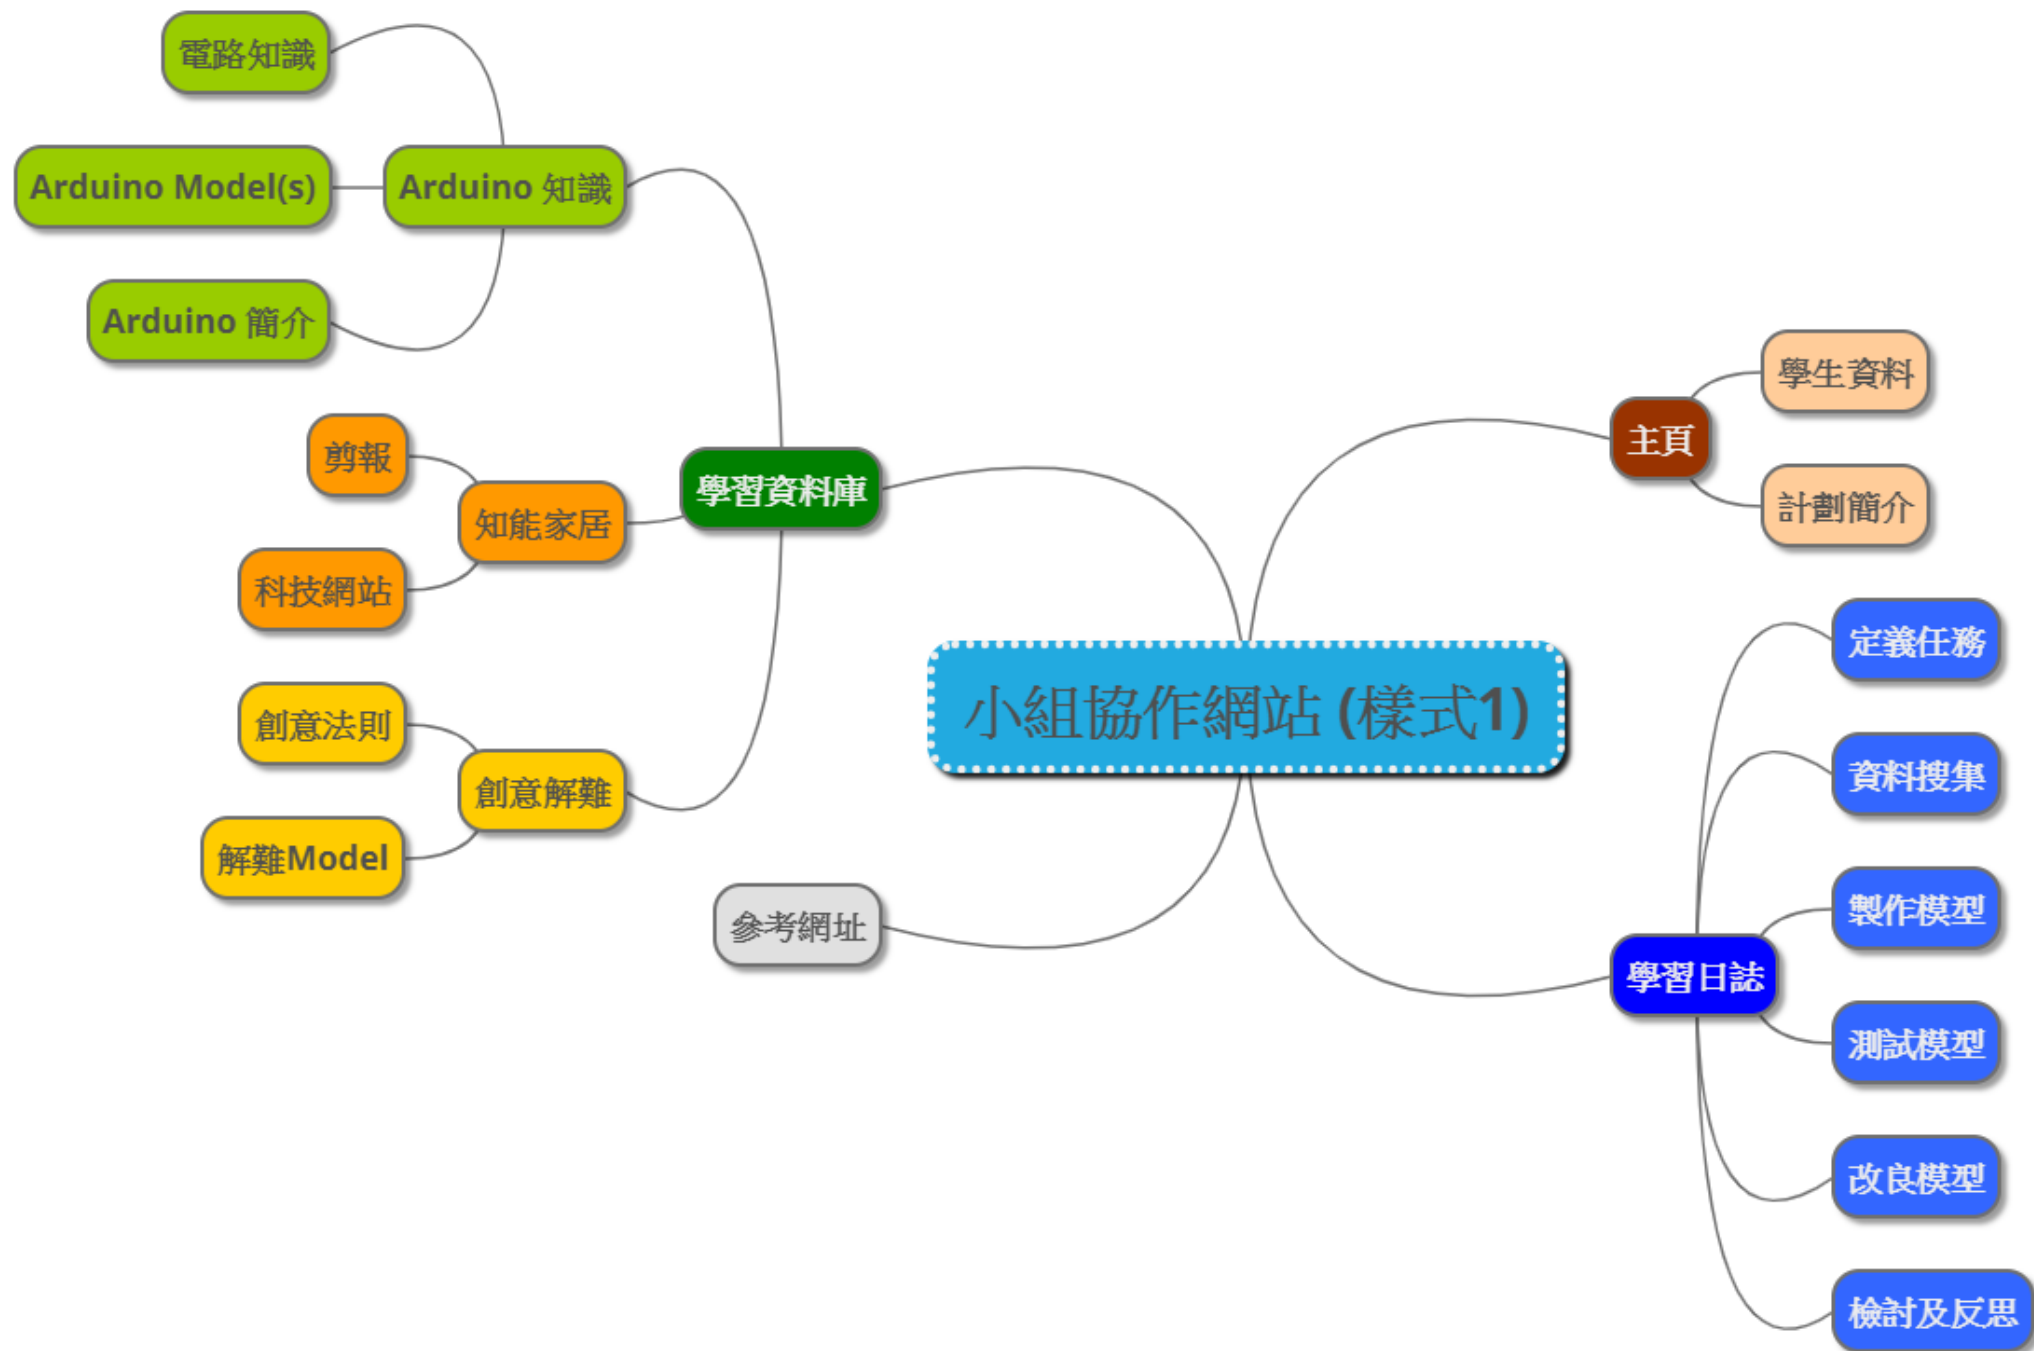 電路知識
Arduino Model(s)
Arduino 知識
Arduino 簡介
剪報
知能家居
科技網站
學習資料庫
創意法則
創意解難
解難Model
參考網址
小組協作網站 (樣式1)
主頁
學生資料
計劃簡介
學習日誌
定義任務
資料搜集
製作模型
測試模型
改良模型
檢討及反思